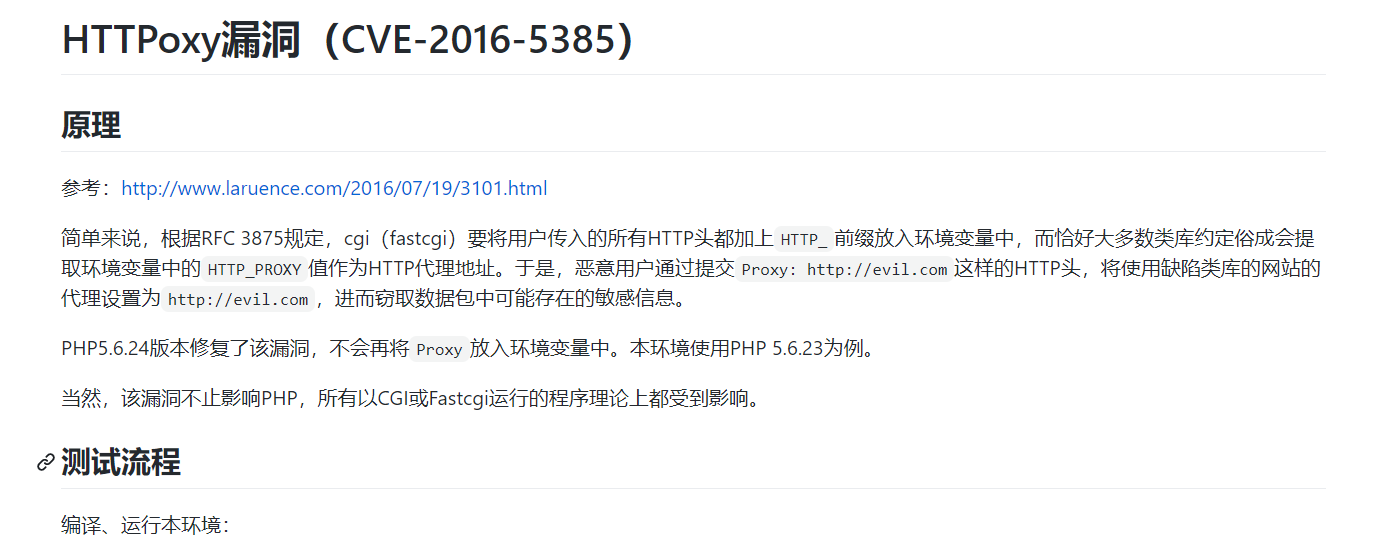 HTTPoxy漏洞（CVE-2016-5385）
原理
参考：http://www.laruence.com/2016/07/19/3101.html
简单来说，根据RFC 3875规定，cgi（fastcgi）要将用户传入的所有HTTP头都加上 HTTP_ 前缀放入环境变量中，而恰好大多数类库约定俗成会提
取环境变量中的 HTTP_PROXY 值作为HTTP代理地址。于是，恶意用户通过提交 Proxy: http://evil.com 这样的HTTP头，将使用缺陷类库的网站的
代理设置为 http://evil.com ，进而窃取数据包中可能存在的敏感信息。
PHP5.6.24版本修复了该漏洞，不会再将 Proxy 放入环境变量中。本环境使用PHP 5.6.23为例。
当然，该漏洞不止影响PHP，所有以CGI或Fastcgi运行的程序理论上都受到影响。
测试流程
编译、运行本环境：